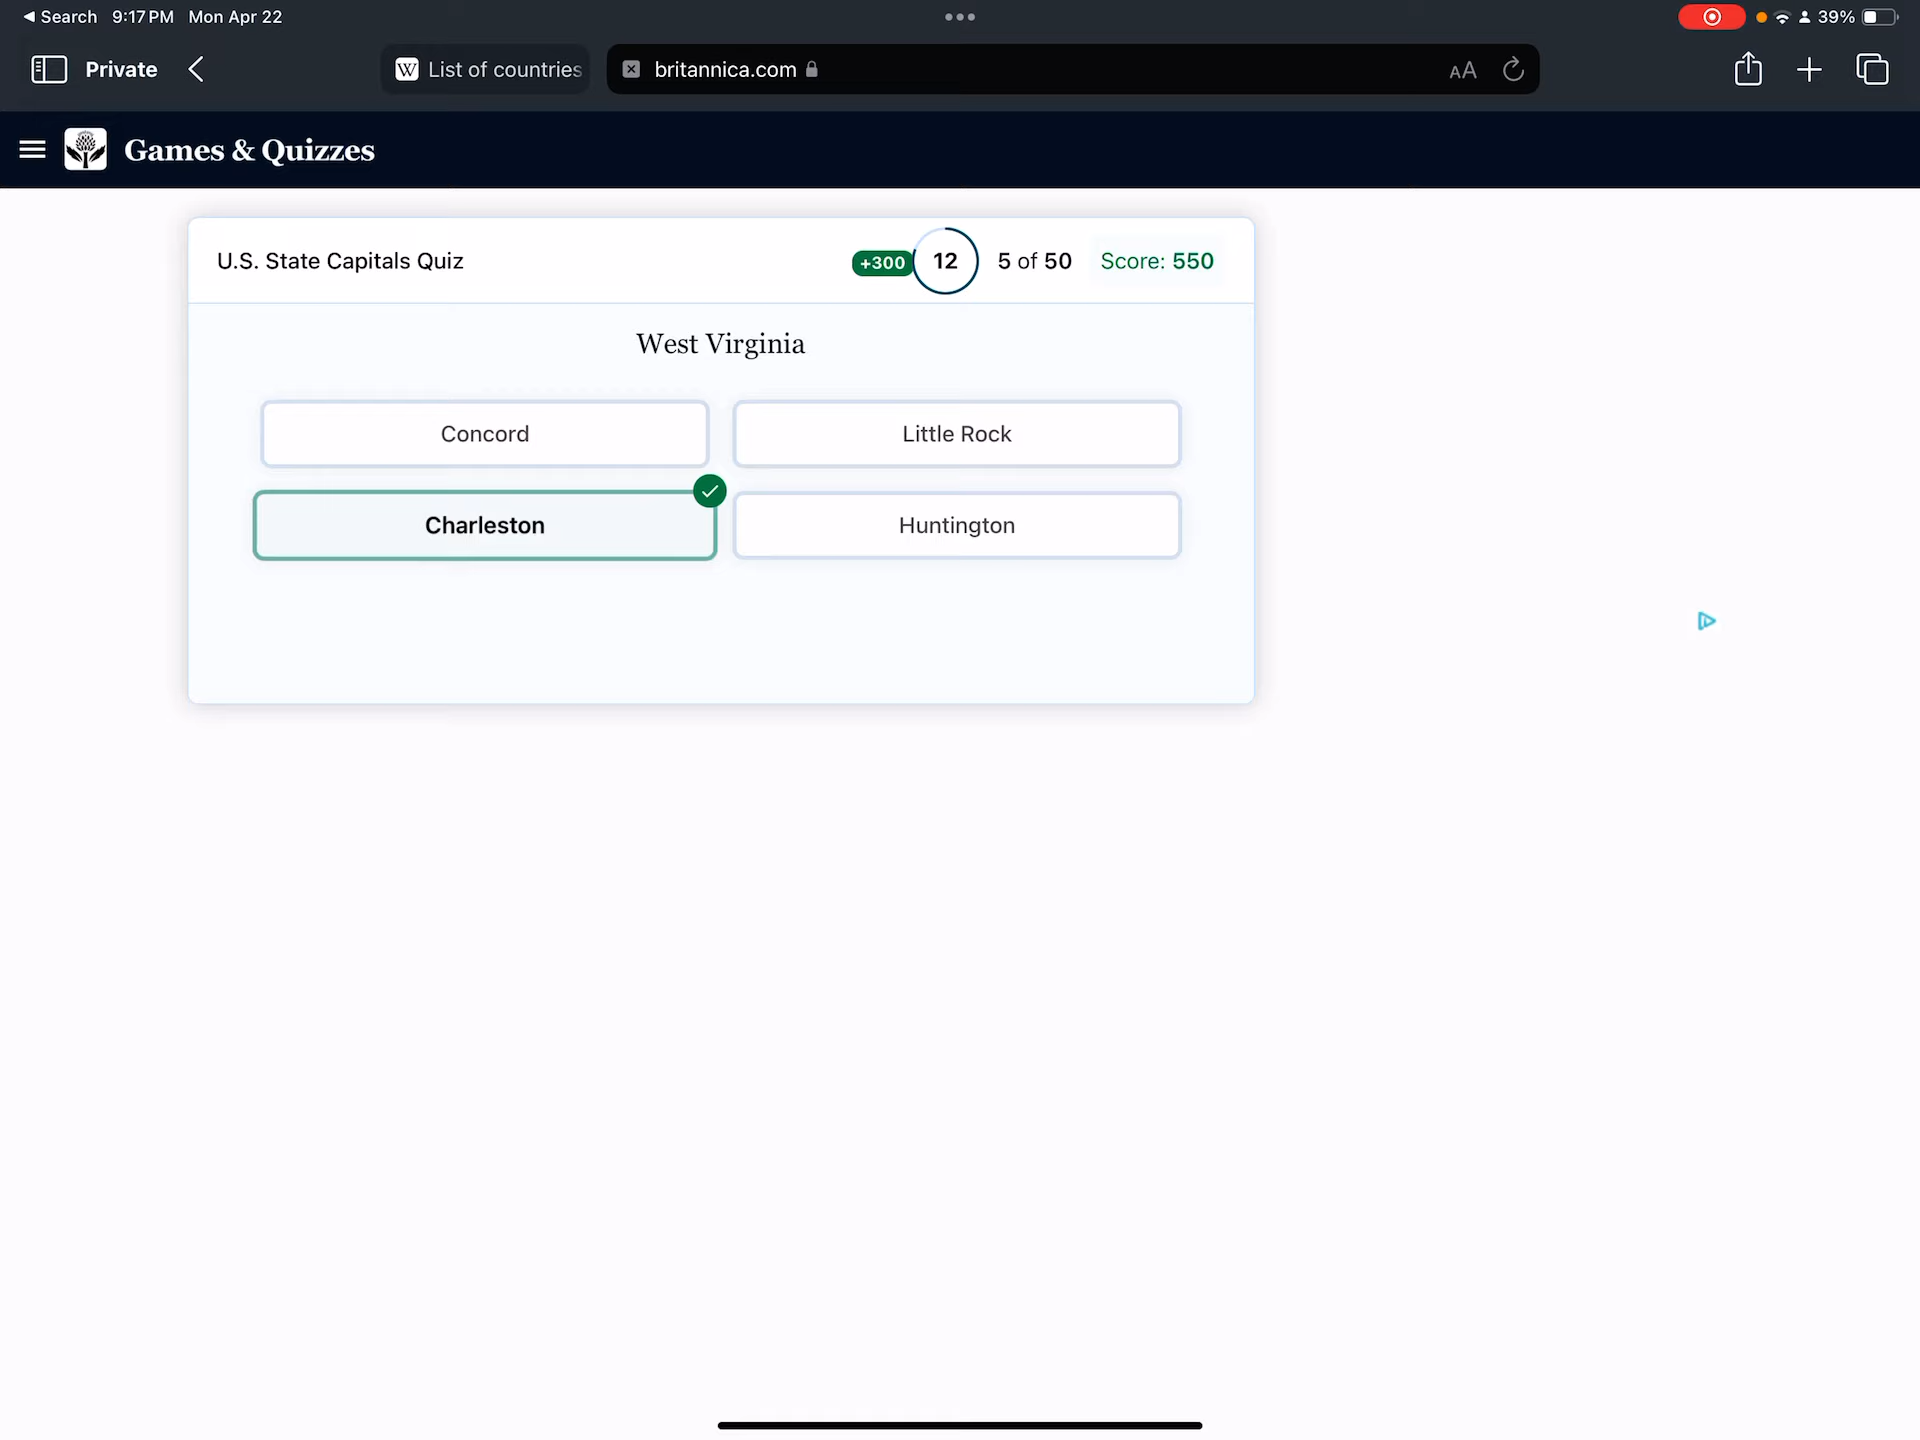 ◀ Search 9:17 PM Mon Apr 22
39%
Private
W List of countries
britannica.com
AA
Games & Quizzes
U.S. State Capitals Quiz
+300 12 5 of 50 Score: 550
West Virginia
Concord
Little Rock
Charleston
Huntington